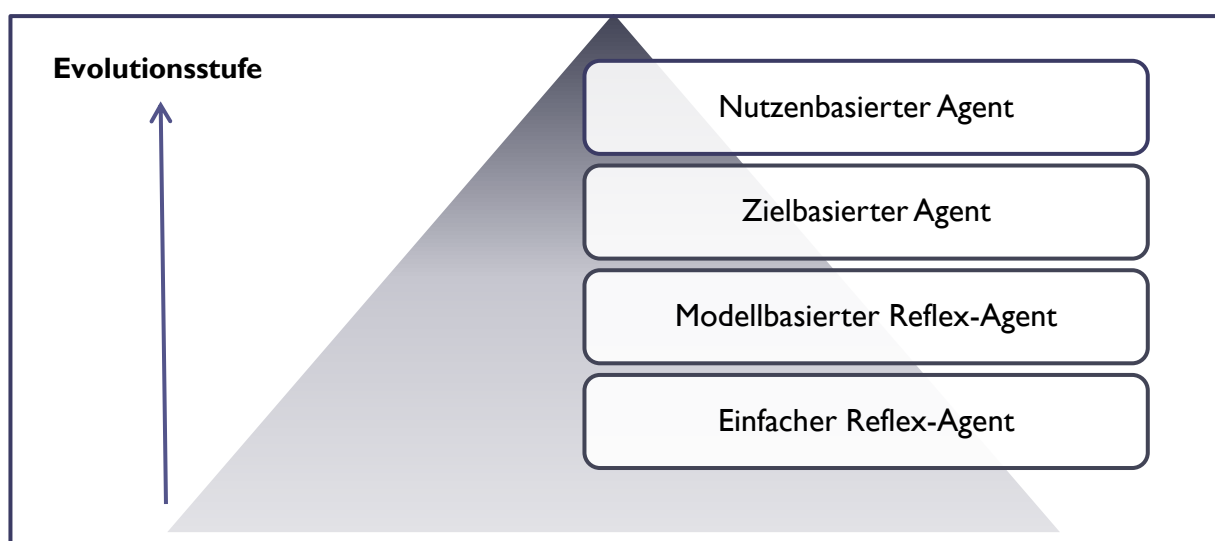 Evolutionsstufe
Nutzenbasierter Agent
Zielbasierter Agent
Modellbasierter Reflex-Agent
Einfacher Reflex-Agent